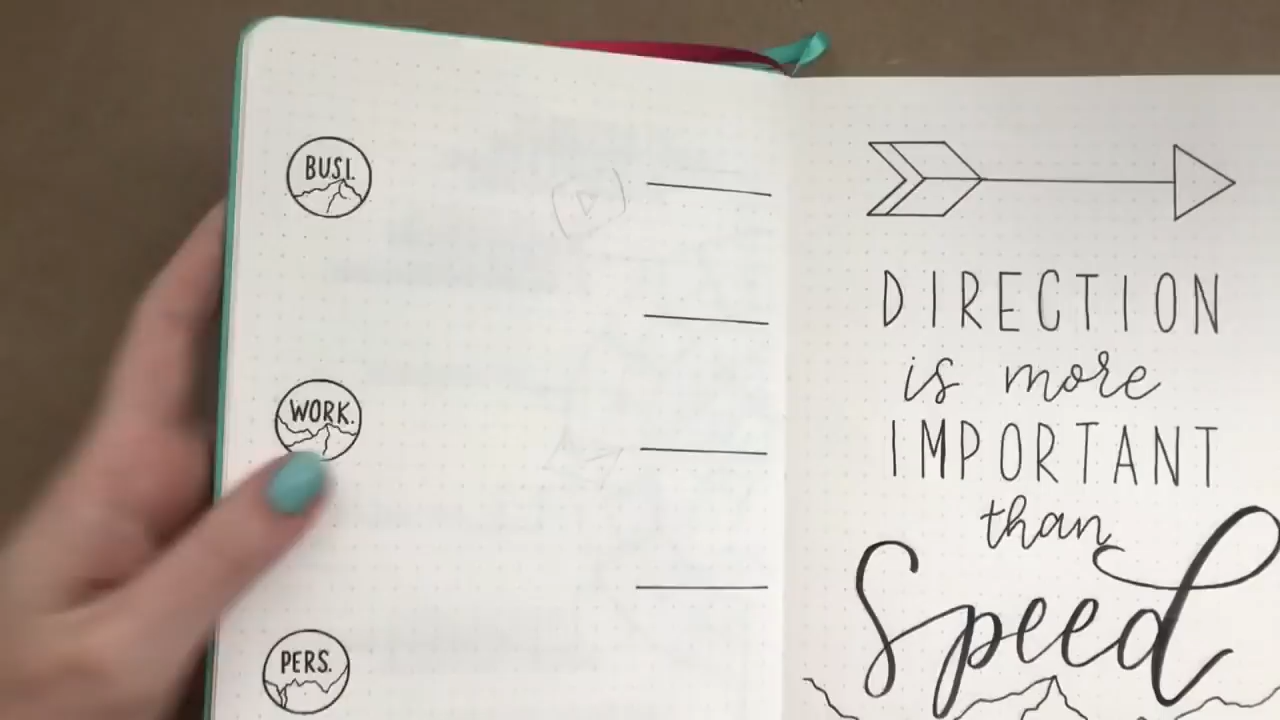 BUSI.
WORK.
PERS.
DIRECTION
is more
IMPORTANT
than
Speed